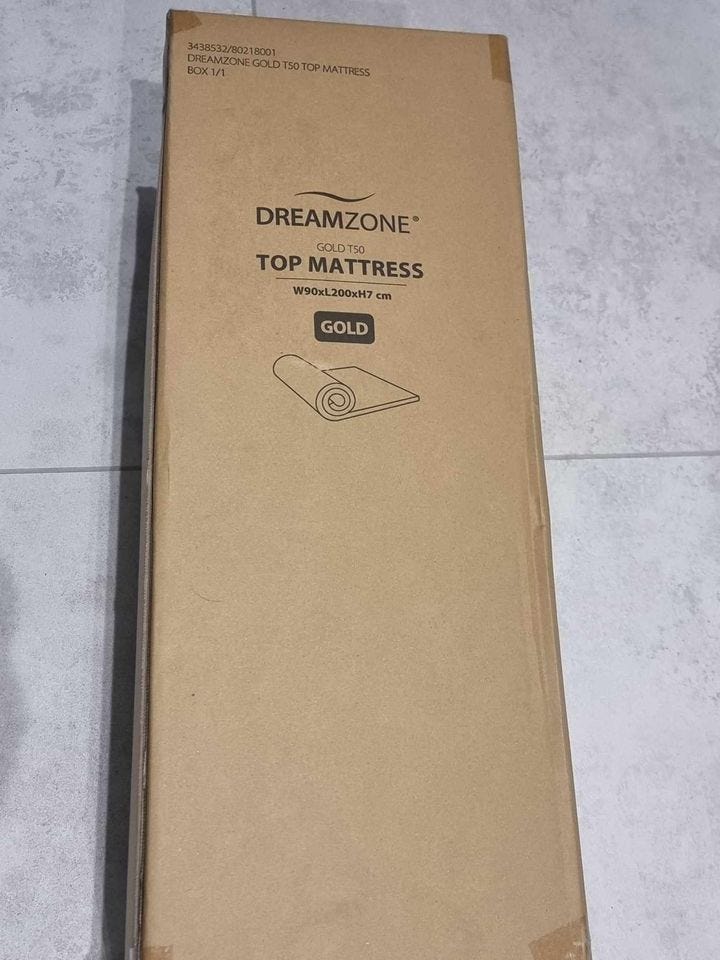 3438532/80218001
DREAMZONE GOLD T50 TOP MATTRESS
BOX 1/1
DREAMZONE®
GOLD T50
TOP MATTRESS
W90xL200xH7 cm
GOLD